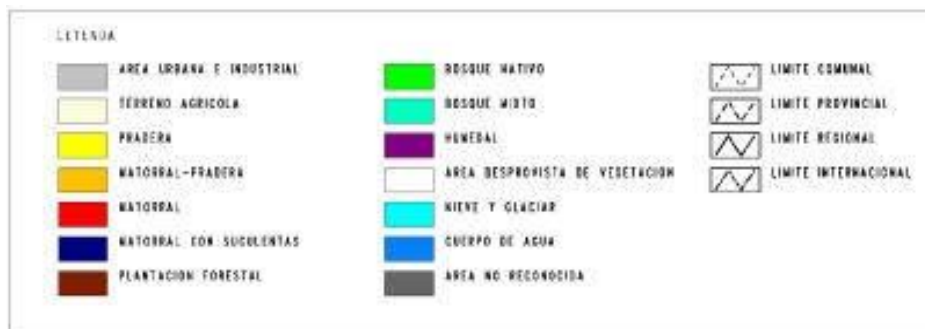 LEYENDA
AREA URBANA E INDUSTRIAL
TERRENO AGRICOLA
PRADERA
MATORRAL-PRADERA
MATORRAL
MATORRAL CON SUCULENTAS
PLANTACION FORESTAL
BOSQUE NATIVO
BOSQUE MIXTO
HUMEDAL
AREA DESPROVISTA DE VEGETACION
NIEVE Y GLACIAR
CUERPO DE AGUA
AREA NO RECONOCIDA
LIMITE COMUNAL
LIMITE PROVINCIAL
LIMITE REGIONAL
LIMITE INTERNACIONAL